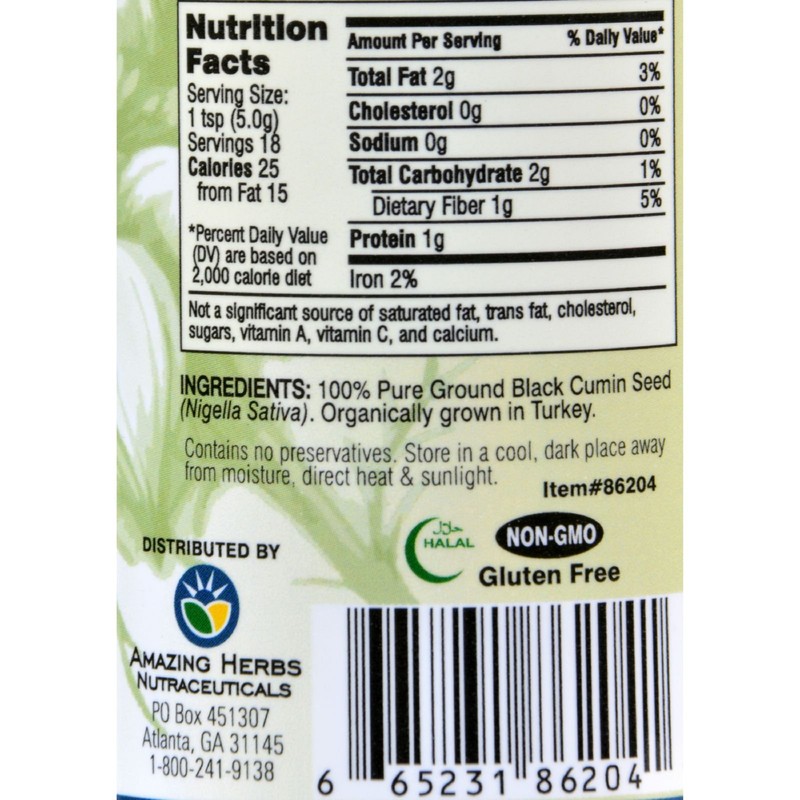 Nutrition
Facts
Serving Size:
1 tsp (5.0g)
Servings 18
Calories 25
from Fat 15
*Percent Daily Value
(DV) are based on
2,000 calorie diet
Amount Per Serving % Daily Value*
Total Fat 2g 3%
Cholesterol 0g 0%
Sodium 0g 0%
Total Carbohydrate 2g 1%
Dietary Fiber 1g 5%
Protein 1g
Iron 2%
Not a significant source of saturated fat, trans fat, cholesterol,
sugars, vitamin A, vitamin C, and calcium.
INGREDIENTS: 100% Pure Ground Black Cumin Seed
(Nigella Sativa). Organically grown in Turkey.
Contains no preservatives. Store in a cool, dark place away
from moisture, direct heat & sunlight.
Item#86204
حلال
HALAL
NON-GMO
Gluten Free
DISTRIBUTED BY
AMAZING HERBS
NUTRACEUTICALS
PO Box 451307
Atlanta, GA 31145
1-800-241-9138
6 65231 86204